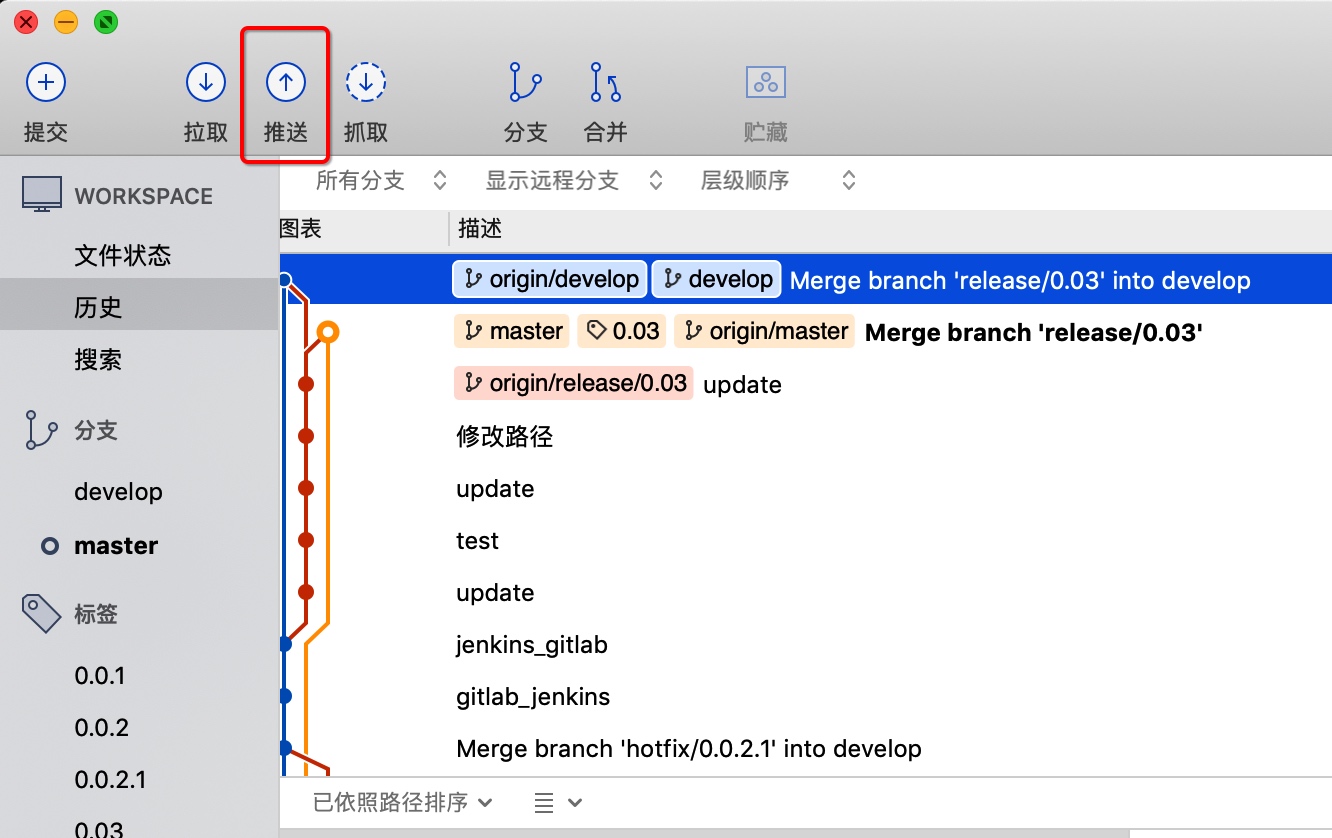 提交 拉取 推送 抓取 分支 合并 贮藏
WORKSPACE
文件状态
历史
搜索
分支
develop
master
标签
0.0.1
0.0.2
0.0.2.1
0.03
所有分支 显示远程分支 层级顺序
图表 描述
origin/develop develop Merge branch 'release/0.03' into develop
master 0.03 origin/master Merge branch 'release/0.03'
origin/release/0.03 update
修改路径
update
test
update
jenkins_gitlab
gitlab_jenkins
Merge branch 'hotfix/0.0.2.1' into develop
已依照路径排序